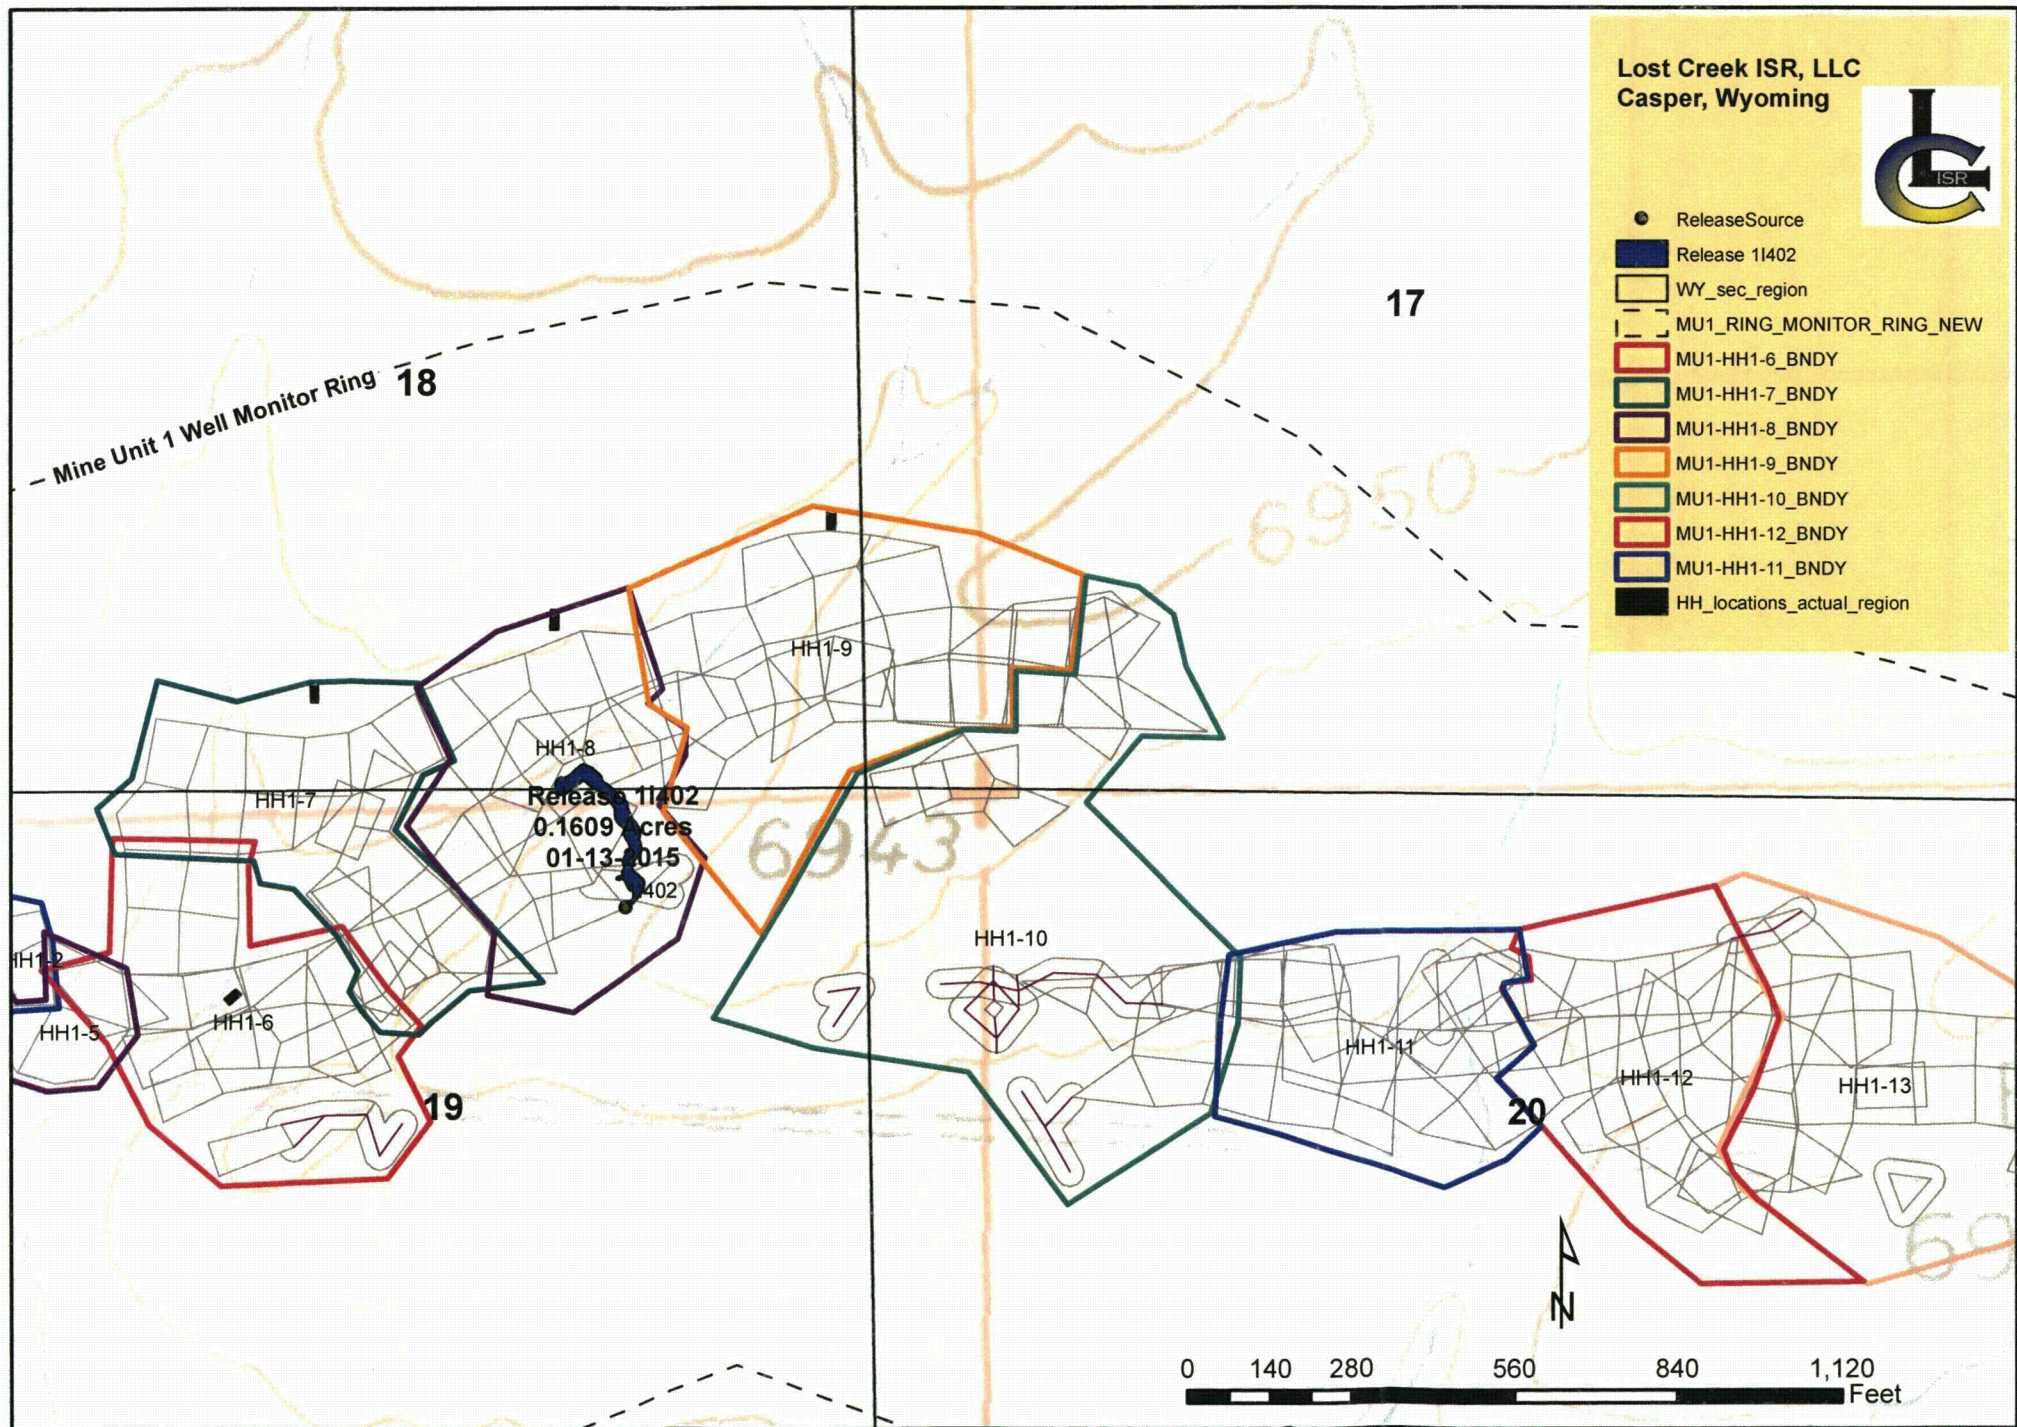 Lost Creek ISR, LLC
Casper, Wyoming
LC ISR
ReleaseSource
Release 1I402
WY_sec_region
MU1_RING_MONITOR_RING_NEW
MU1-HH1-6_BNDY
MU1-HH1-7_BNDY
MU1-HH1-8_BNDY
MU1-HH1-9_BNDY
MU1-HH1-10_BNDY
MU1-HH1-12_BNDY
MU1-HH1-11_BNDY
HH_locations_actual_region
17
18
Mine Unit 1 Well Monitor Ring
6950
HH1-9
HH1-8
HH1-7
Release 1I402
0.1609 Acres
01-13-2015
1I402
6943
HH1-10
HH1-2
HH1-5
HH1-6
HH1-11
HH1-12
HH1-13
19
20
69
N
0 140 280 560 840 1,120
Feet